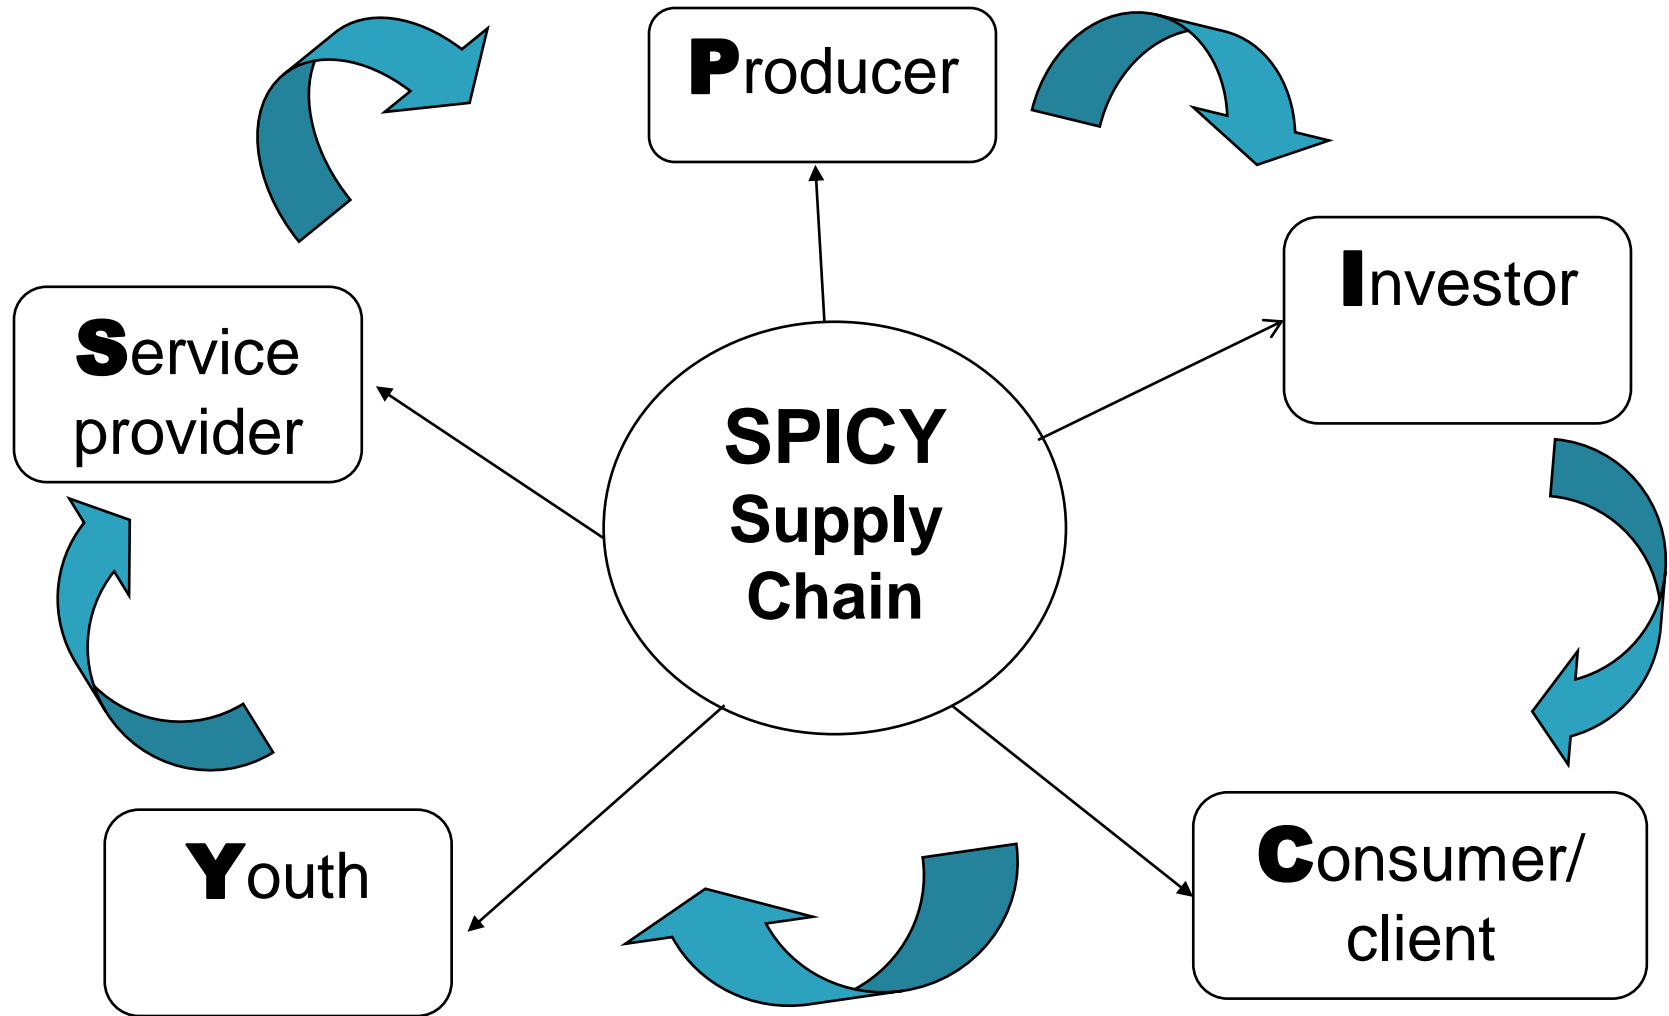 Producer
Investor
Service
provider
SPICY
Supply
Chain
Youth
Consumer/
client